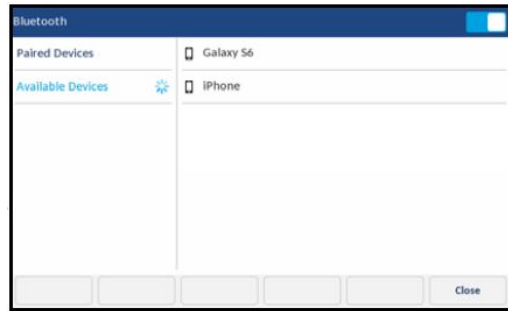 Bluetooth
Paired Devices
Available Devices
Galaxy S6
iPhone
Close